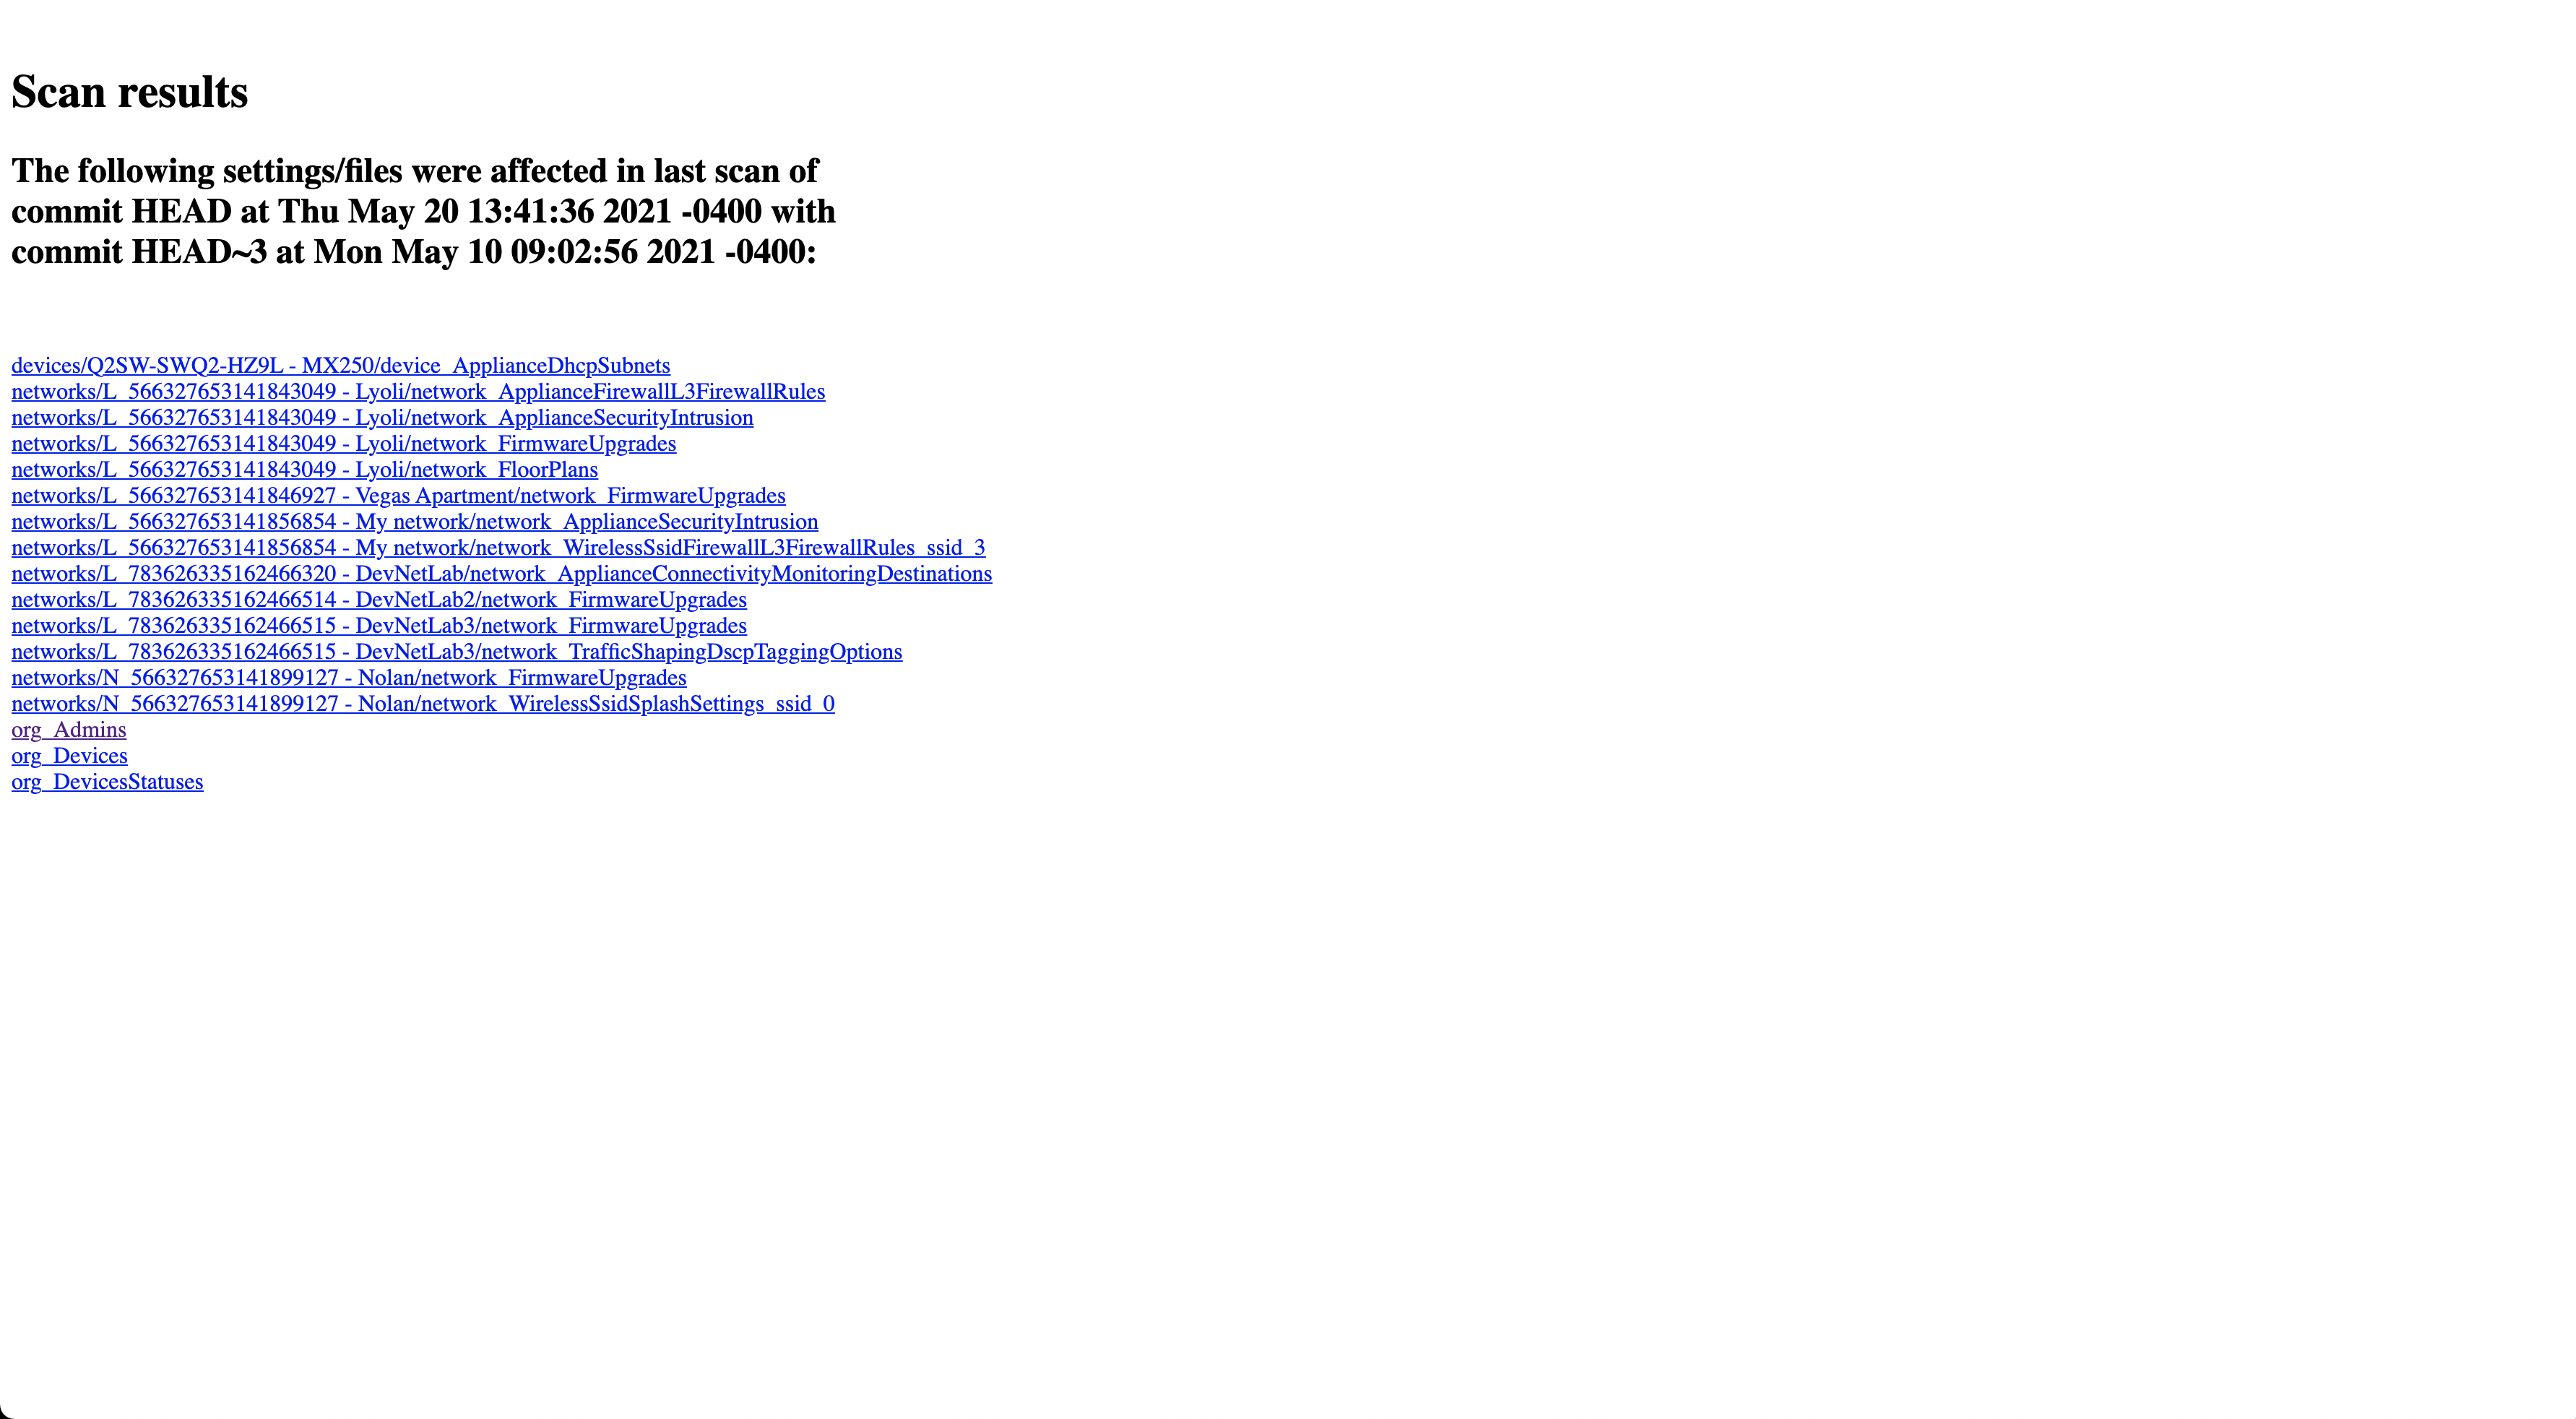 Scan results
The following settings/files were affected in last scan of
commit HEAD at Thu May 20 13:41:36 2021 -0400 with
commit HEAD~3 at Mon May 10 09:02:56 2021 -0400:
devices/Q2SW-SWQ2-HZ9L - MX250/device_ApplianceDhcpSubnets
networks/L_566327653141843049 - Lyoli/network_ApplianceFirewallL3FirewallRules
networks/L_566327653141843049 - Lyoli/network_ApplianceSecurityIntrusion
networks/L_566327653141843049 - Lyoli/network_FirmwareUpgrades
networks/L_566327653141843049 - Lyoli/network_FloorPlans
networks/L_566327653141846927 - Vegas Apartment/network_FirmwareUpgrades
networks/L_566327653141856854 - My network/network_ApplianceSecurityIntrusion
networks/L_566327653141856854 - My network/network_WirelessSsidFirewallL3FirewallRules_ssid_3
networks/L_783626335162466320 - DevNetLab/network_ApplianceConnectivityMonitoringDestinations
networks/L_783626335162466514 - DevNetLab2/network_FirmwareUpgrades
networks/L_783626335162466515 - DevNetLab3/network_FirmwareUpgrades
networks/L_783626335162466515 - DevNetLab3/network_TrafficShapingDscpTaggingOptions
networks/N_566327653141899127 - Nolan/network_FirmwareUpgrades
networks/N_566327653141899127 - Nolan/network_WirelessSsidSplashSettings_ssid_0
org_Admins
org_Devices
org_DevicesStatuses